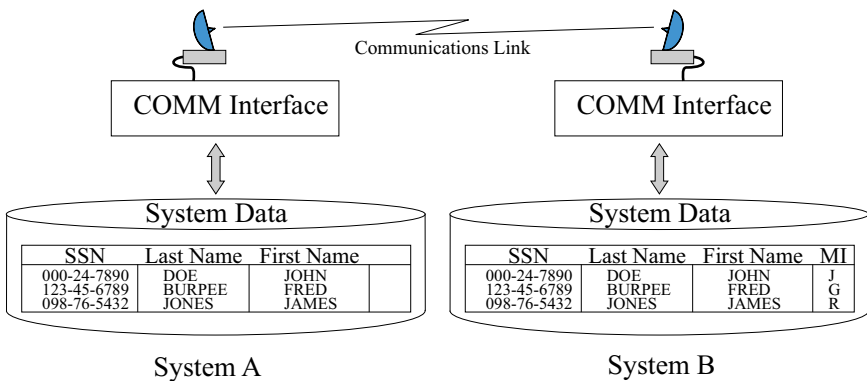 Communications Link
COMM Interface
COMM Interface
System Data
SSN Last Name First Name
000-24-7890 DOE JOHN
123-45-6789 BURPEE FRED
098-76-5432 JONES JAMES
System A
System Data
SSN Last Name First Name MI
000-24-7890 DOE JOHN J
123-45-6789 BURPEE FRED G
098-76-5432 JONES JAMES R
System B